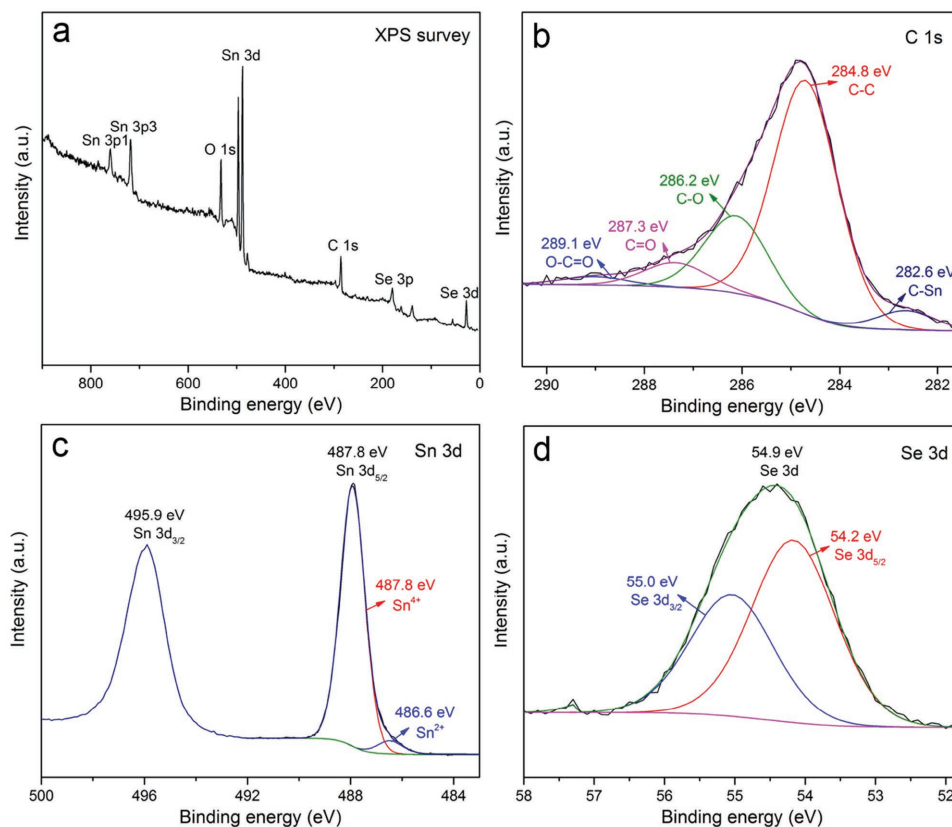 a
XPS survey
Sn 3d
Sn 3p3
Sn 3p1
O 1s
C 1s
Se 3p
Se 3d
Intensity (a.u.)
800 600 400 200 0
Binding energy (eV)
b
C 1s
284.8 eV
C-C
286.2 eV
C-O
287.3 eV
C=O
289.1 eV
O-C=O
282.6 eV
C-Sn
Intensity (a.u.)
290 288 286 284 282
Binding energy (eV)
c
Sn 3d
487.8 eV
Sn 3d5/2
495.9 eV
Sn 3d3/2
487.8 eV
Sn4+
486.6 eV
Sn2+
Intensity (a.u.)
500 496 492 488 484
Binding energy (eV)
d
Se 3d
54.9 eV
Se 3d
54.2 eV
Se 3d5/2
55.0 eV
Se 3d3/2
Intensity (a.u.)
58 57 56 55 54 53 52
Binding energy (eV)